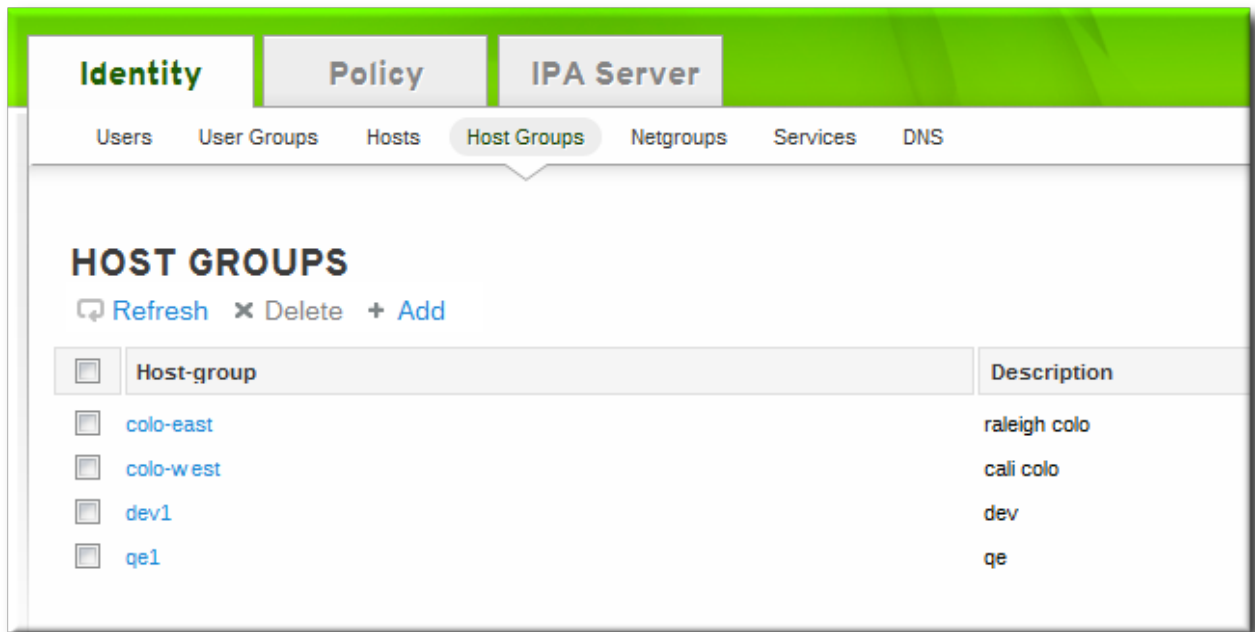 Identity Policy IPA Server
Users User Groups Hosts Host Groups Netgroups Services DNS
HOST GROUPS
Refresh Delete + Add
Host-group Description
colo-east raleigh colo
colo-west cali colo
dev1 dev
qe1 qe